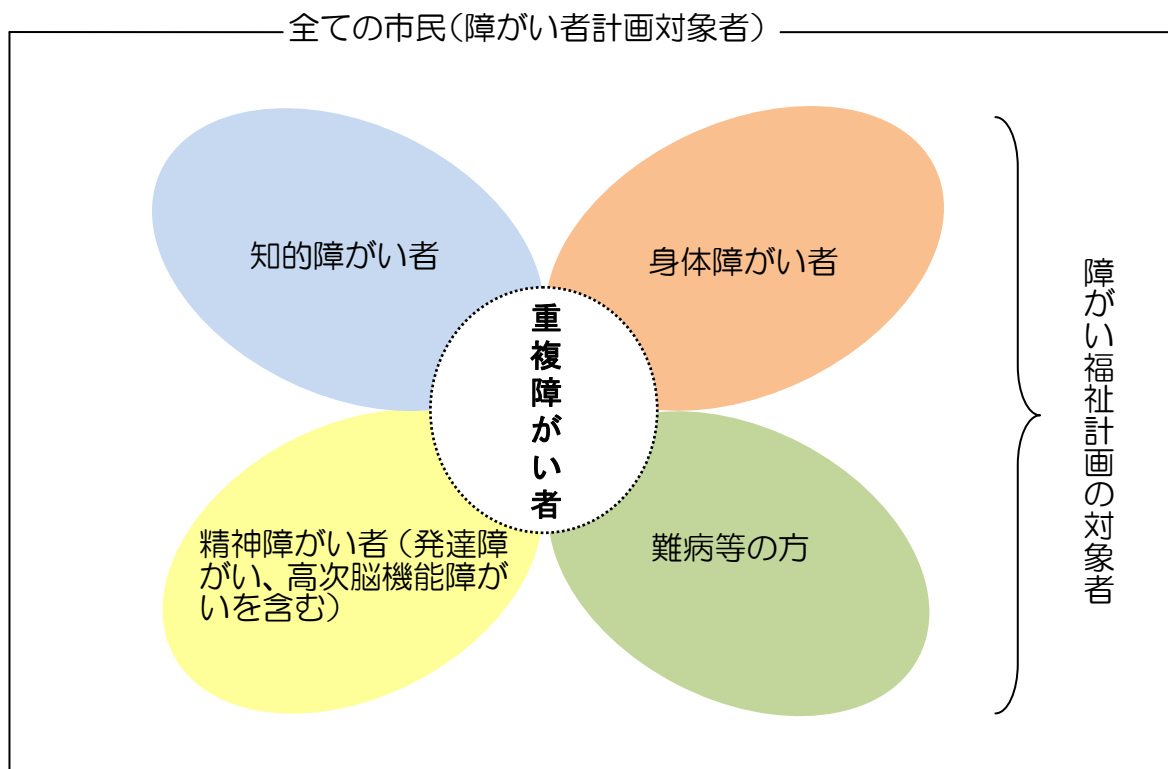 全ての市民(障がい者計画対象者)
知的障がい者
身体障がい者
重複障がい者
精神障がい者(発達障
がい、高次脳機能障が
いを含む)
難病等の方
障がい福祉計画の対象者